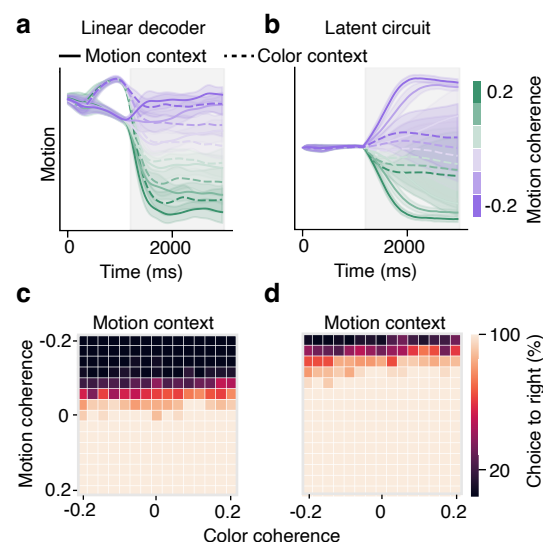 a Linear decoder
b Latent circuit
Motion context Color context
Motion
0 2000
Time (ms)
0 2000
Time (ms)
0.2
-0.2
Motion coherence
c Motion context
d Motion context
Motion coherence
-0.2
0
0.2
-0.2 0 0.2
-0.2 0 0.2
Color coherence
100
20
Choice to right (%)